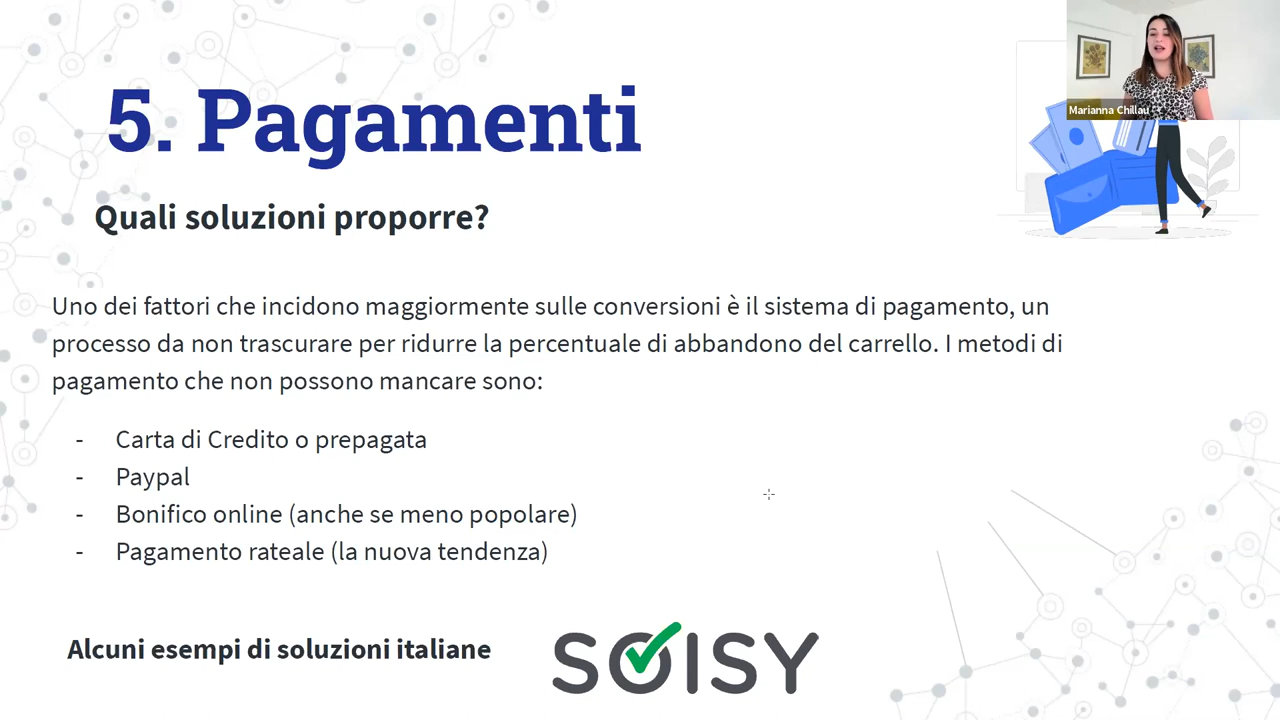 5. Pagamenti
Marianna Chillau
Quali soluzioni proporre?
Uno dei fattori che incidono maggiormente sulle conversioni è il sistema di pagamento, un
processo da non trascurare per ridurre la percentuale di abbandono del carrello. I metodi di
pagamento che non possono mancare sono:
- Carta di Credito o prepagata
- Paypal
- Bonifico online (anche se meno popolare)
- Pagamento rateale (la nuova tendenza)
Alcuni esempi di soluzioni italiane
SOISY